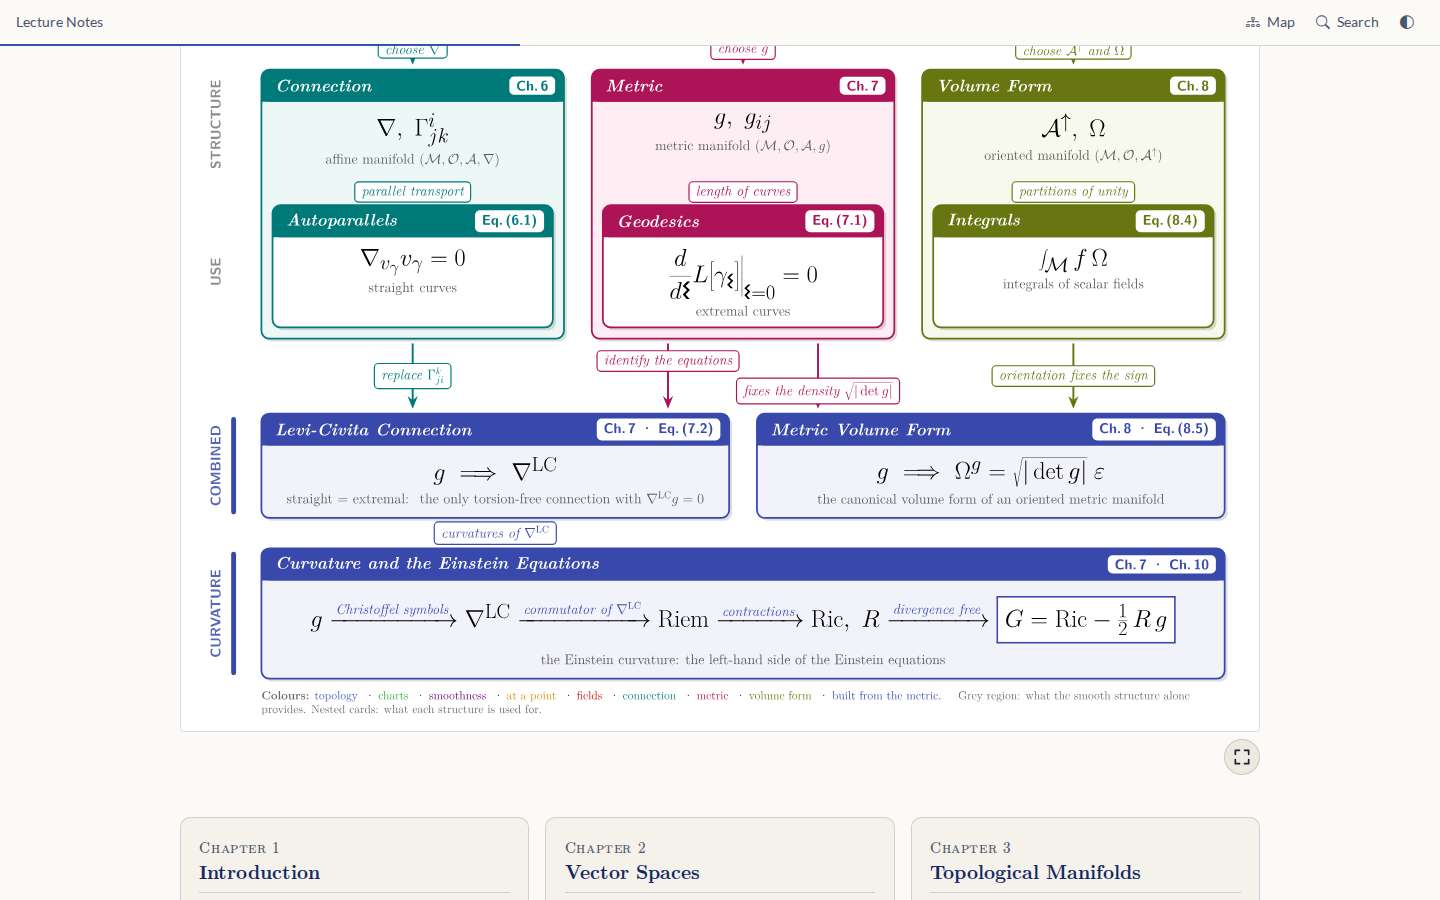 Lecture Notes
Map
Search
choose ∇
choose g
choose 𝒜↑ and Ω
STRUCTURE
Connection
Ch. 6
∇, Γ^i_{jk}
affine manifold (ℳ, 𝒪, 𝒜, ∇)
Metric
Ch. 7
g, g_{ij}
metric manifold (ℳ, 𝒪, 𝒜, g)
Volume Form
Ch. 8
𝒜↑, Ω
oriented manifold (ℳ, 𝒪, 𝒜↑)
parallel transport
length of curves
partitions of unity
USE
Autoparallels
Eq. (6.1)
∇_{v_γ} v_γ = 0
straight curves
Geodesics
Eq. (7.1)
extremal curves
Integrals
Eq. (8.4)
∫_ℳ f Ω
integrals of scalar fields
replace Γ^k_{ji}
identify the equations
fixes the density √|det g|
orientation fixes the sign
COMBINED
Levi-Civita Connection
Ch. 7 · Eq. (7.2)
g ⟹ ∇^{LC}
straight = extremal: the only torsion-free connection with ∇^{LC}g = 0
Metric Volume Form
Ch. 8 · Eq. (8.5)
g ⟹ Ω^g = √|det g| ε
the canonical volume form of an oriented metric manifold
curvatures of ∇^{LC}
CURVATURE
Curvature and the Einstein Equations
Ch. 7 · Ch. 10
g Christoffel symbols ∇^{LC} commutator of ∇^{LC} Riem contractions Ric, R divergence free G = Ric − 1/2 R g
the Einstein curvature: the left-hand side of the Einstein equations
Colours: topology · charts · smoothness · at a point · fields · connection · metric · volume form · built from the metric. Grey region: what the smooth structure alone
provides. Nested cards: what each structure is used for.
Chapter 1
Introduction
Chapter 2
Vector Spaces
Chapter 3
Topological Manifolds